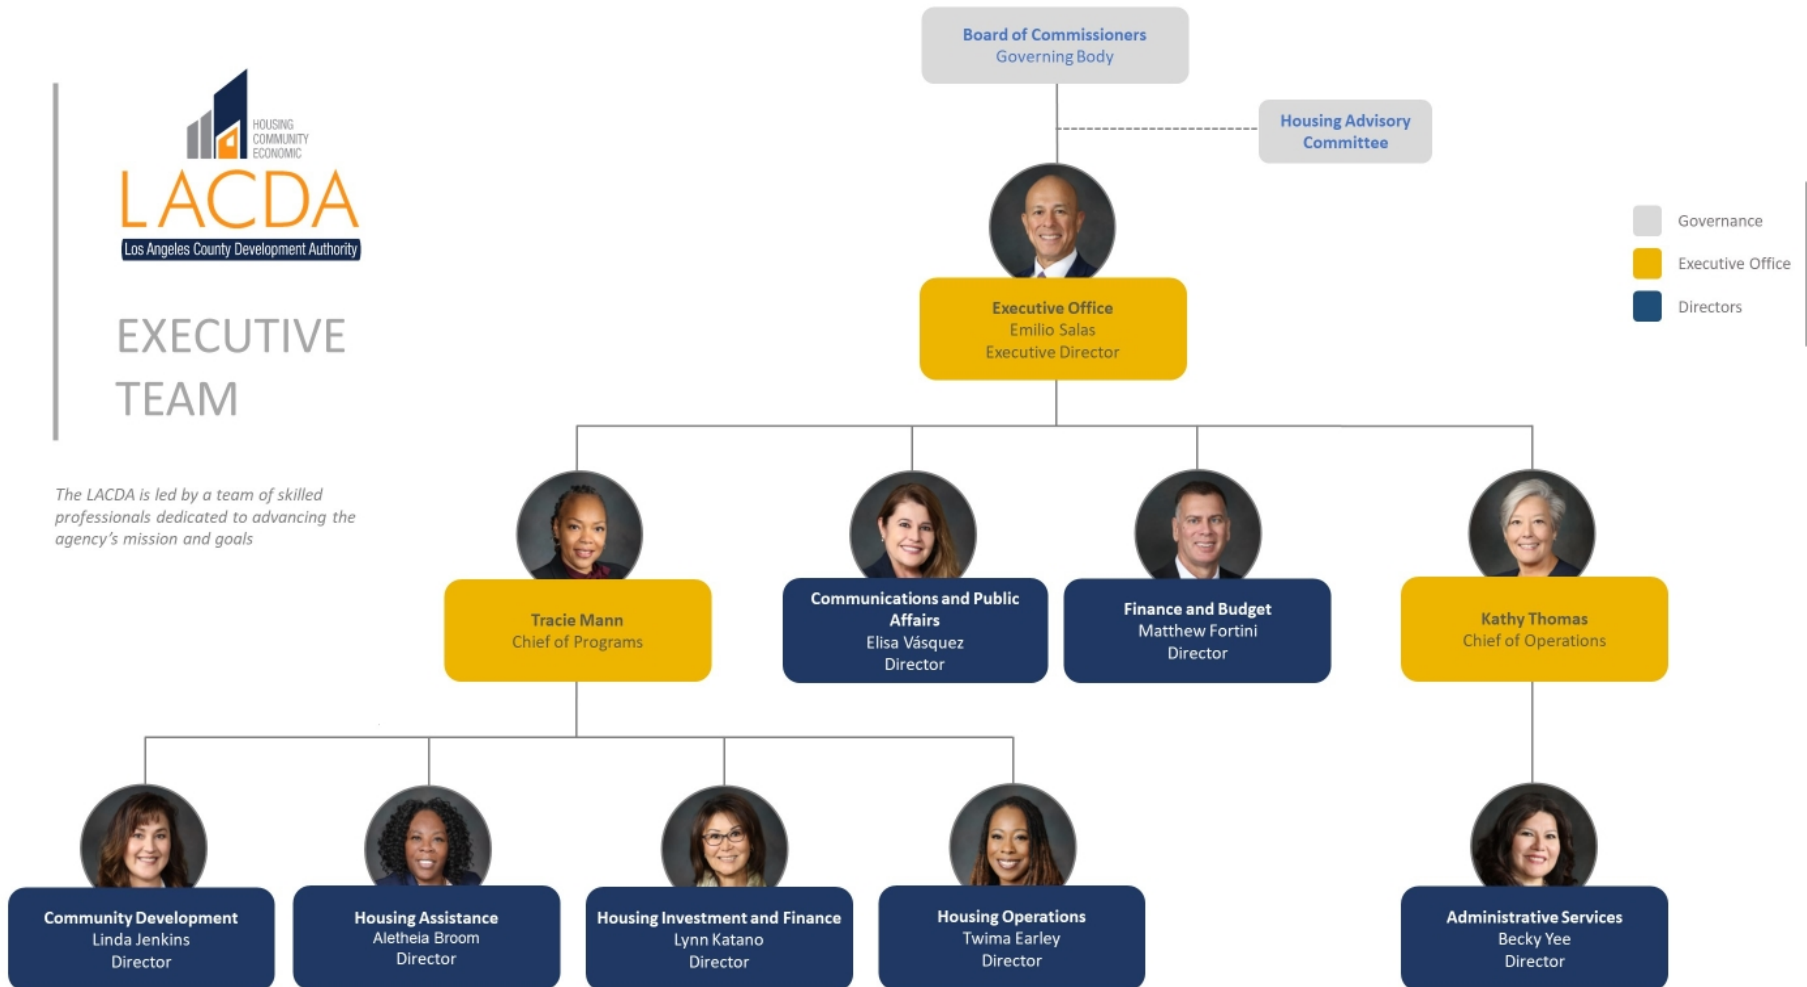 Board of Commissioners
Governing Body
Housing Advisory
Committee
HOUSING
COMMUNITY
ECONOMIC
LACDA
Los Angeles County Development Authority
EXECUTIVE
TEAM
The LACDA is led by a team of skilled
professionals dedicated to advancing the
agency's mission and goals
Governance
Executive Office
Directors
Executive Office
Emilio Salas
Executive Director
Tracie Mann
Chief of Programs
Communications and Public
Affairs
Elisa Vásquez
Director
Finance and Budget
Matthew Fortini
Director
Kathy Thomas
Chief of Operations
Community Development
Linda Jenkins
Director
Housing Assistance
Aletheia Broom
Director
Housing Investment and Finance
Lynn Katano
Director
Housing Operations
Twima Earley
Director
Administrative Services
Becky Yee
Director